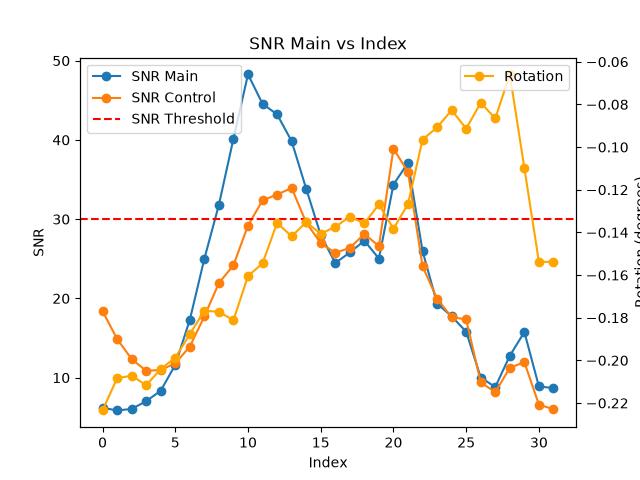 SNR Main vs Index
SNR Main
SNR Control
SNR Threshold
Rotation
50
40
30
20
10
SNR
0
5
10
15
20
25
30
Index
−0.06
−0.08
−0.10
−0.12
−0.14
−0.16
−0.18
−0.20
−0.22
Rotation (degrees)